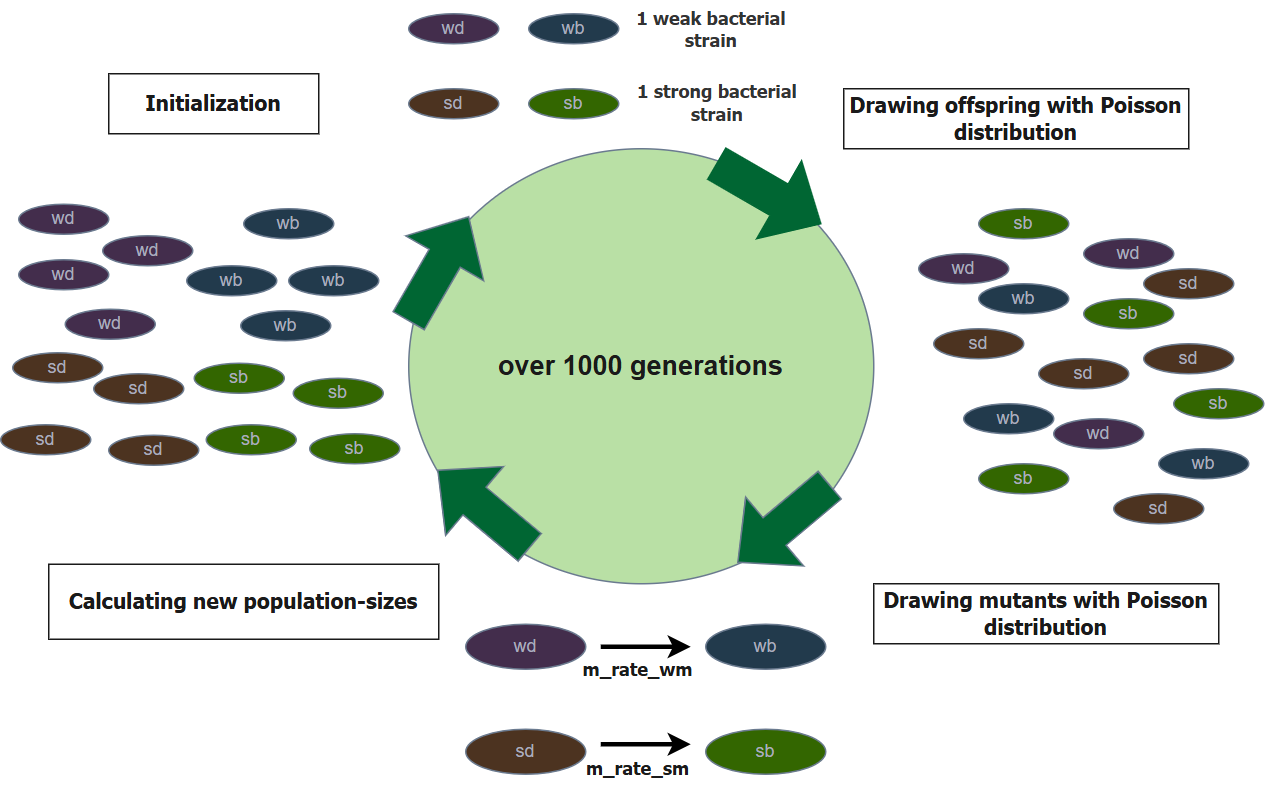 wd wb 1 weak bacterial
strain
sd sb 1 strong bacterial
strain
Initialization
Drawing offspring with Poisson
distribution
wd
wb
wd
wd
wb
wb
wd
wb
sd
sd
sb
sb
sd
sd
sb
sb
over 1000 generations
sb
wd
wd
sd
wb
sb
sd
sd
sd
sb
wb
wd
wb
sb
sd
Calculating new population-sizes
Drawing mutants with Poisson
distribution
wd wb
m_rate_wm
sd sb
m_rate_sm